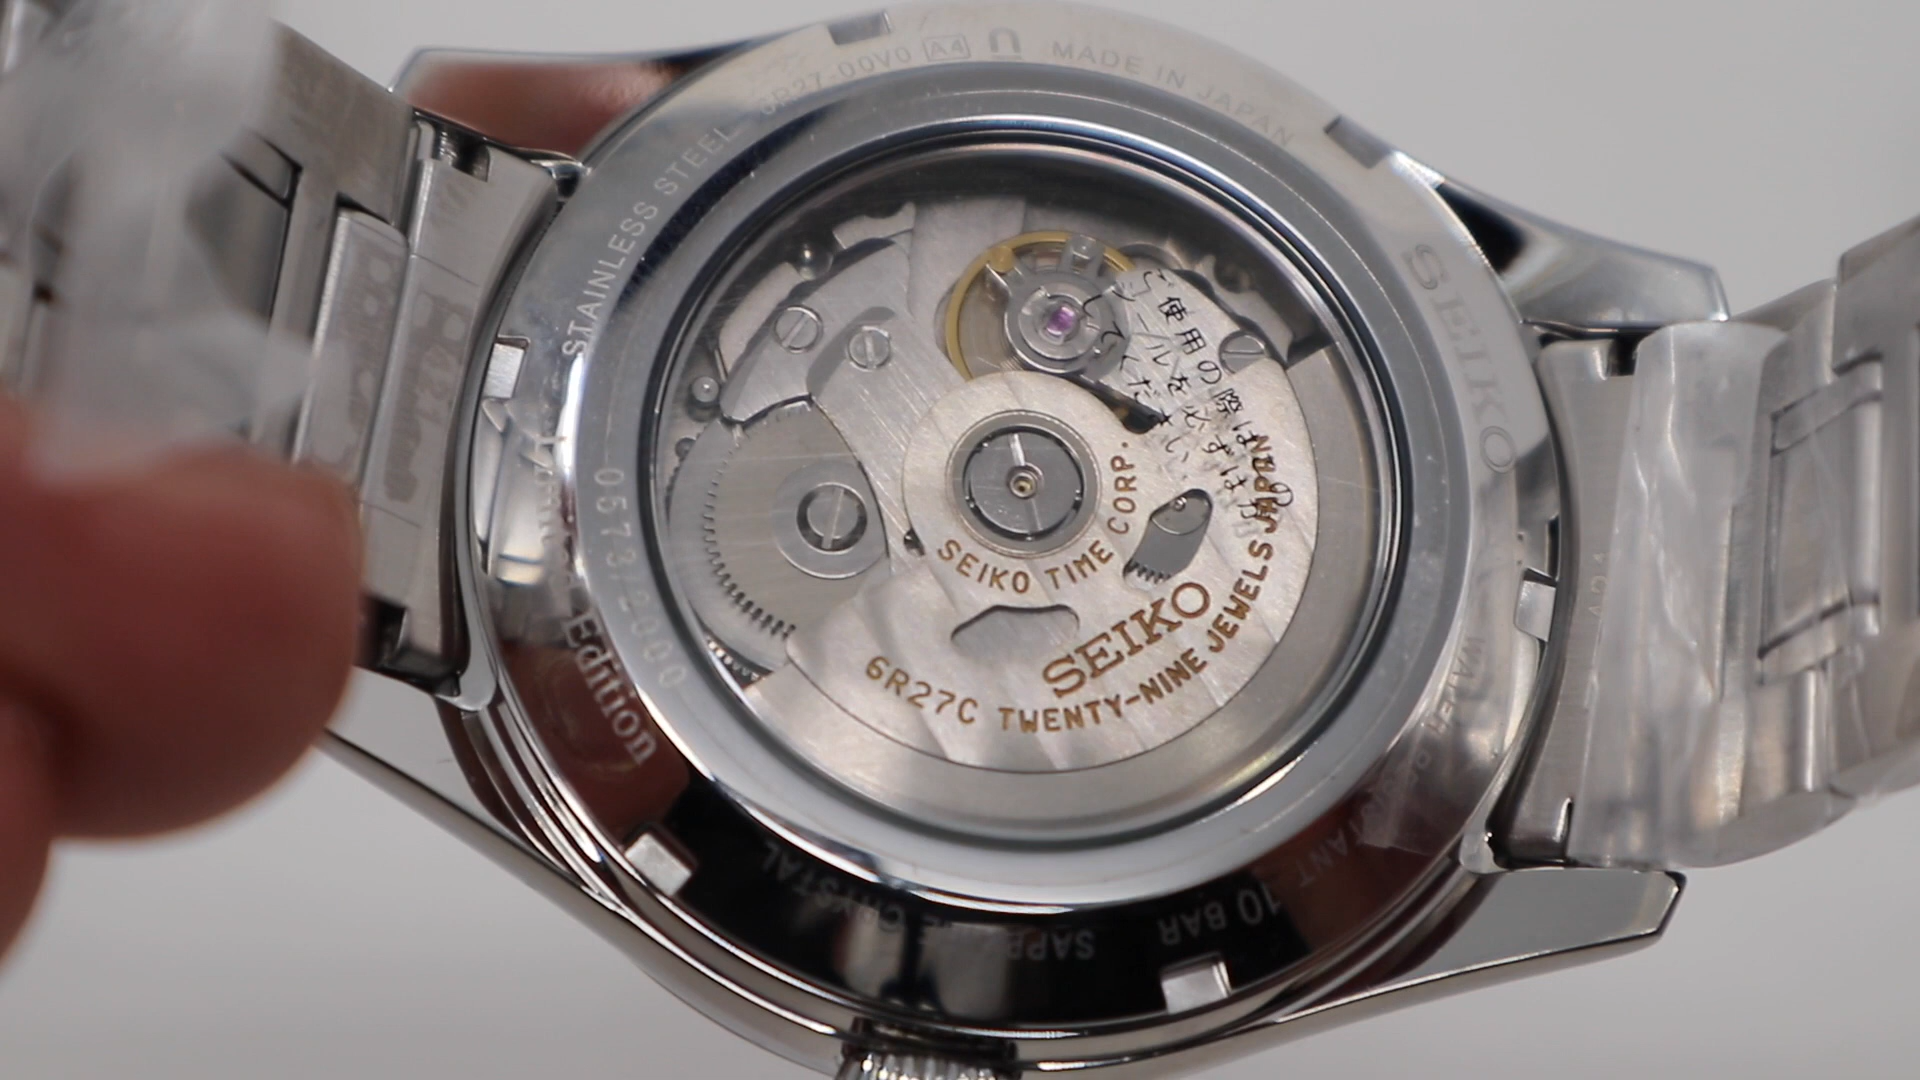 STAINLESS STEEL 6R27-00V0 A4 MADE IN JAPAN
SEIKO
10 BAR
CRYSTAL
Edition
0573/2000
ご使用の際は
シールを必ずはが
してください。
SEIKO TIME CORP.
SEIKO
6R27C TWENTY-NINE JEWELS JAPAN